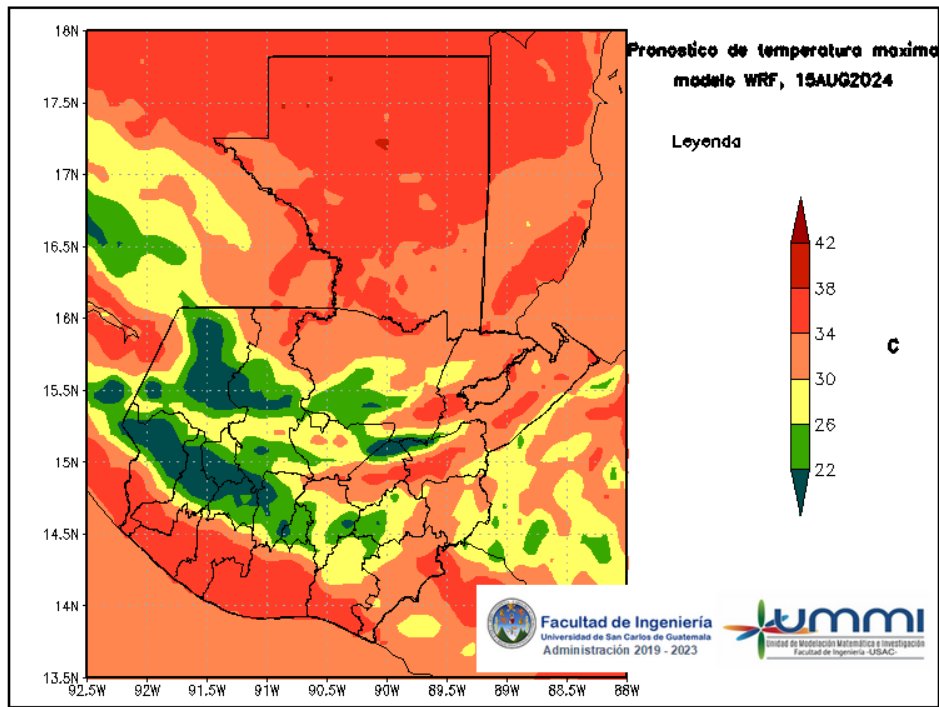 Pronostico de temperatura maxima
modelo WRF, 15AUG2024
Leyenda
42
38
34
30
26
22
C
18N
17.5N
17N
16.5N
16N
15.5N
15N
14.5N
14N
13.5N
92.5W 92W 91.5W 91W 90.5W 90W 89.5W 89W 88.5W 88W
Facultad de Ingeniería
Universidad de San Carlos de Guatemala
Administración 2019 - 2023
UMMI
Unidad de Modelación Matemática e Investigación
Facultad de Ingeniería -USAC-